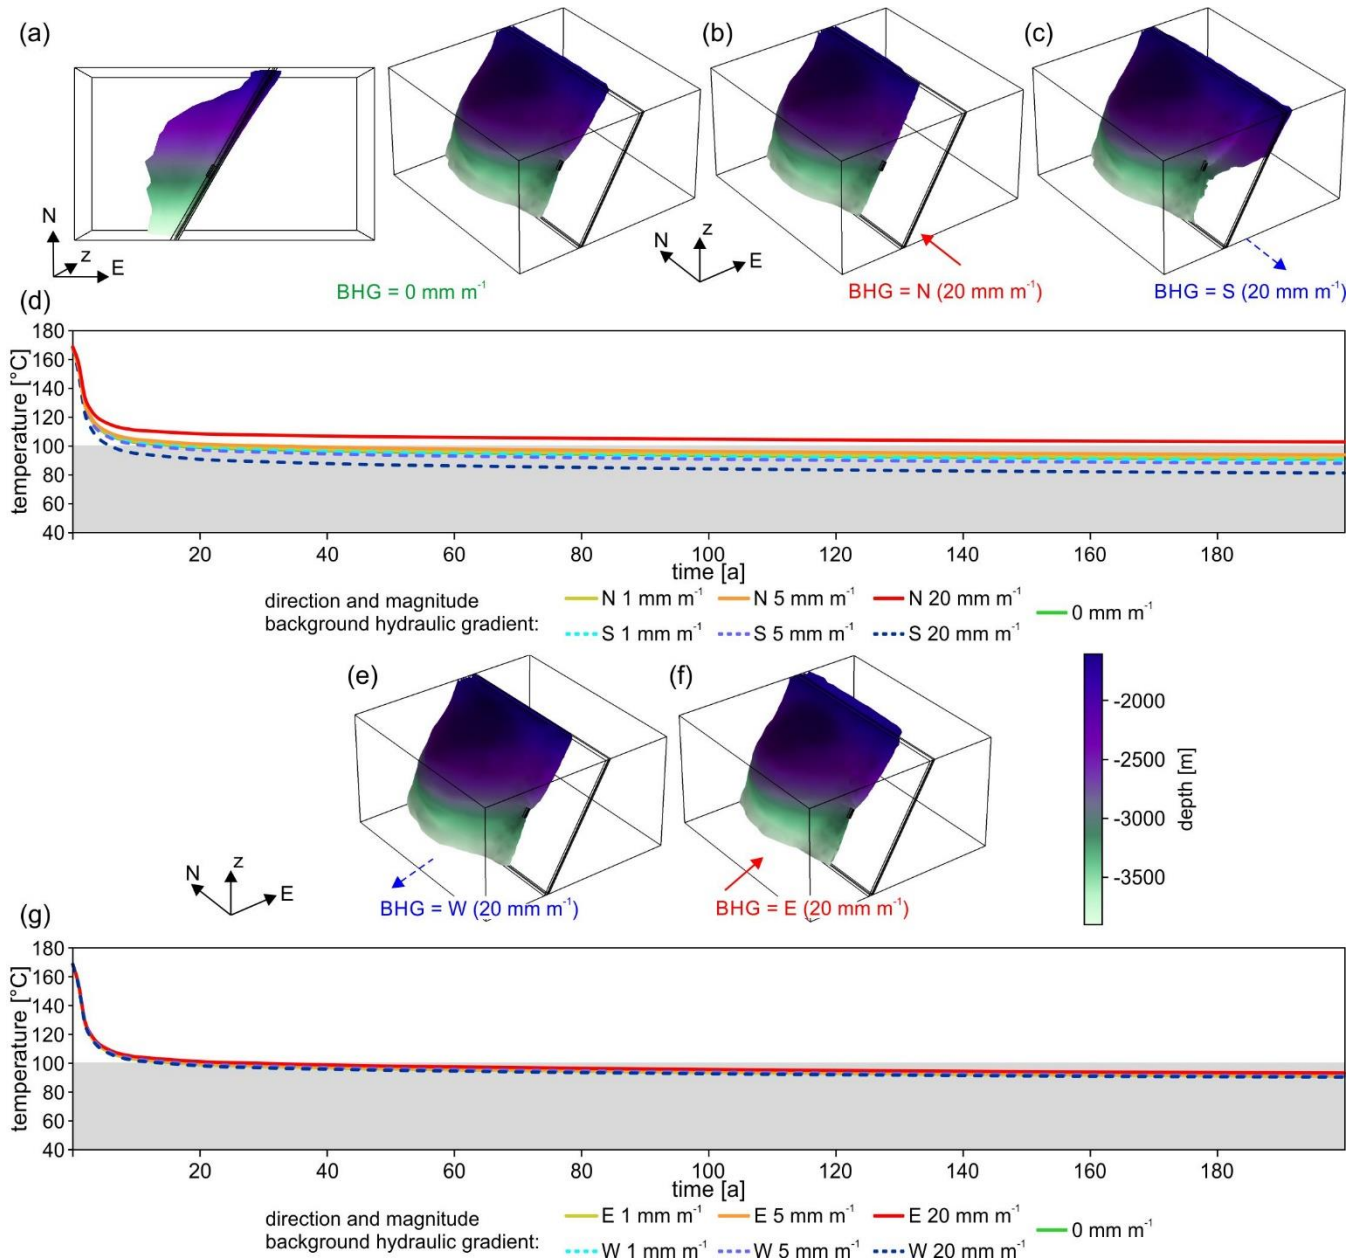 (a)
(b)
(c)
N
z
E
N
z
E
BHG = 0 mm m⁻¹
BHG = N (20 mm m⁻¹)
BHG = S (20 mm m⁻¹)
(d)
temperature [°C]
180
160
140
120
100
80
60
40
20 40 60 80 100 120 140 160 180
time [a]
direction and magnitude
background hydraulic gradient:
N 1 mm m⁻¹ N 5 mm m⁻¹ N 20 mm m⁻¹ 0 mm m⁻¹
S 1 mm m⁻¹ S 5 mm m⁻¹ S 20 mm m⁻¹
(e)
(f)
N
z
E
BHG = W (20 mm m⁻¹)
BHG = E (20 mm m⁻¹)
-2000
-2500
-3000
-3500
depth [m]
(g)
temperature [°C]
180
160
140
120
100
80
60
40
20 40 60 80 100 120 140 160 180
time [a]
direction and magnitude
background hydraulic gradient:
E 1 mm m⁻¹ E 5 mm m⁻¹ E 20 mm m⁻¹ 0 mm m⁻¹
W 1 mm m⁻¹ W 5 mm m⁻¹ W 20 mm m⁻¹